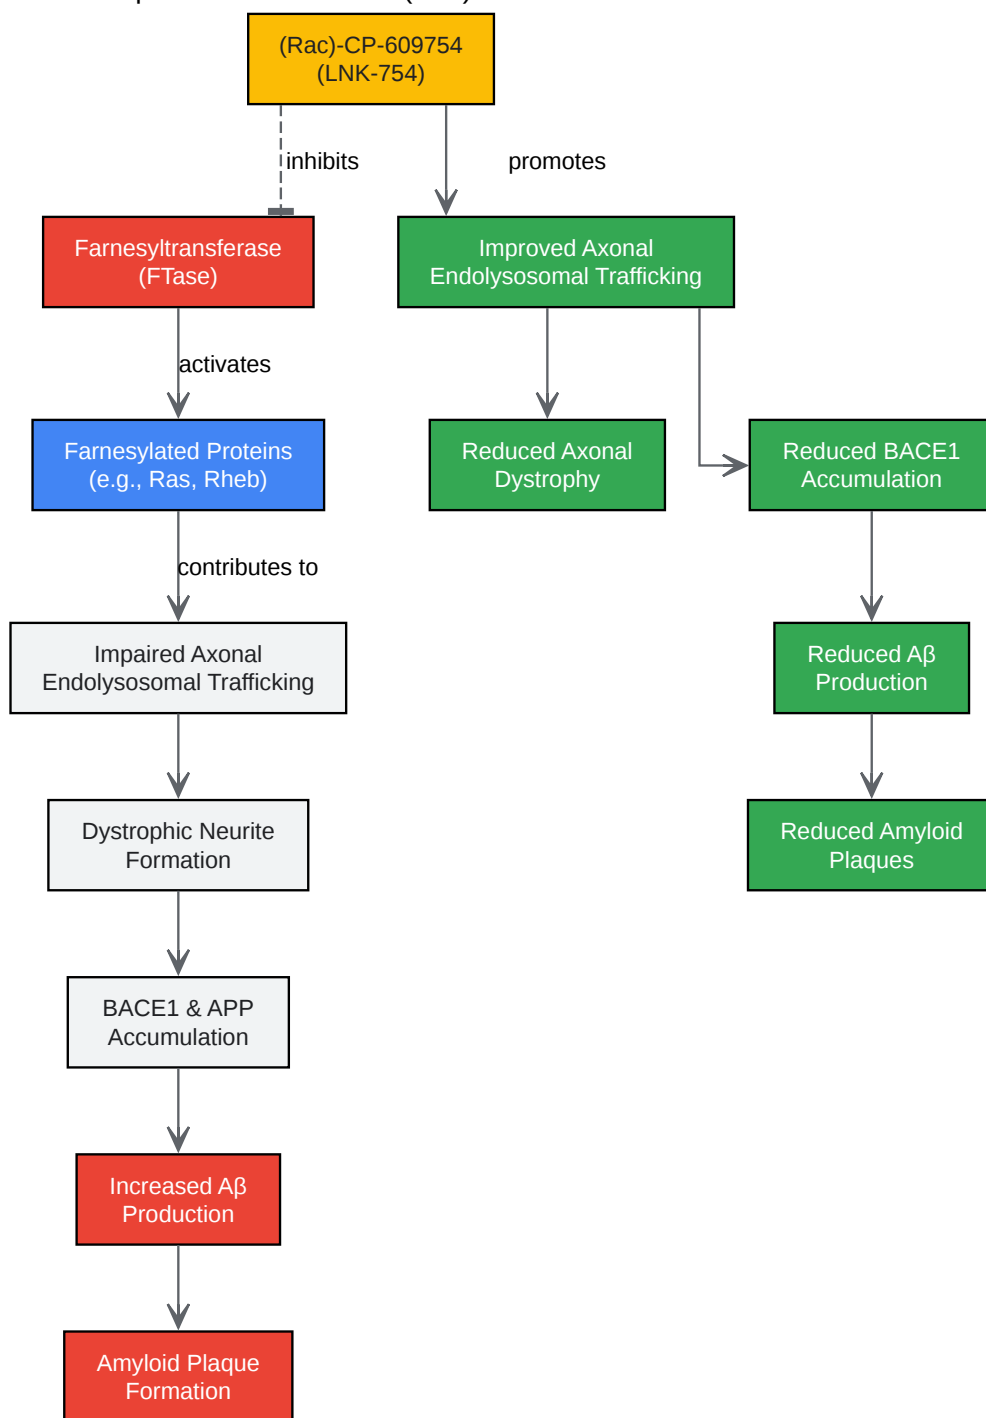 (Rac)-CP-609754
(LNK-754)
inhibits
promotes
Farnesyltransferase
(FTase)
Improved Axonal
Endolysosomal Trafficking
activates
Farnesylated Proteins
(e.g., Ras, Rheb)
Reduced Axonal
Dystrophy
Reduced BACE1
Accumulation
contributes to
Impaired Axonal
Endolysosomal Trafficking
Reduced Aβ
Production
Dystrophic Neurite
Formation
Reduced Amyloid
Plaques
BACE1 & APP
Accumulation
Increased Aβ
Production
Amyloid Plaque
Formation